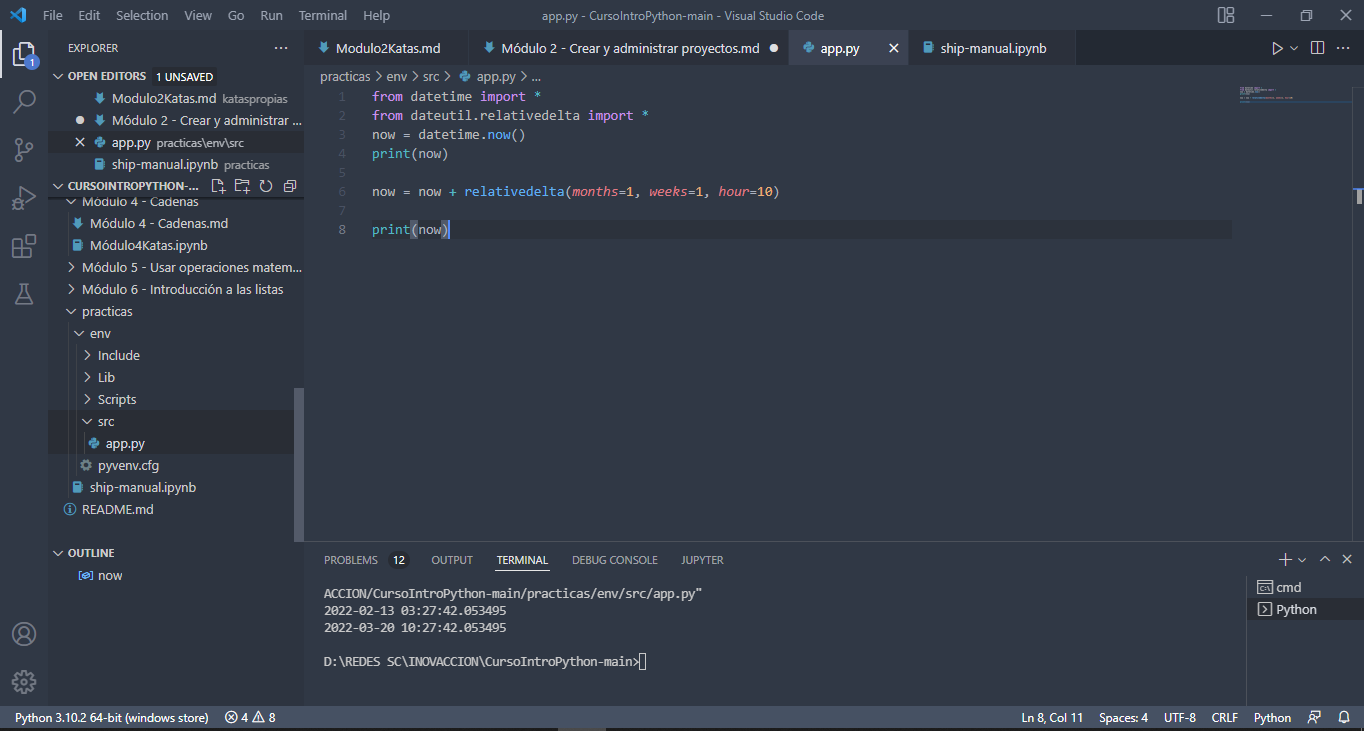 File Edit Selection View Go Run Terminal Help
app.py - CursoIntroPython-main - Visual Studio Code
1
EXPLORER
OPEN EDITORS 1 UNSAVED
Modulo2Katas.md kataspropias
Módulo 2 - Crear y administrar ...
app.py practicas\env\src
ship-manual.ipynb practicas
CURSOINTROPYTHON-...
Módulo 4 - Cadenas
Módulo 4 - Cadenas.md
Módulo4Katas.ipynb
Módulo 5 - Usar operaciones matem...
Módulo 6 - Introducción a las listas
practicas
env
Include
Lib
Scripts
src
app.py
pyvenv.cfg
ship-manual.ipynb
README.md
OUTLINE
now
Modulo2Katas.md
Módulo 2 - Crear y administrar proyectos.md
app.py
ship-manual.ipynb
practicas > env > src > app.py > ...
1 from datetime import *
2 from dateutil.relativedelta import *
3 now = datetime.now()
4 print(now)
5
6 now = now + relativedelta(months=1, weeks=1, hour=10)
7
8 print(now)
PROBLEMS 12 OUTPUT TERMINAL DEBUG CONSOLE JUPYTER
ACCION/CursoIntroPython-main/practicas/env/src/app.py"
2022-02-13 03:27:42.053495
2022-03-20 10:27:42.053495
D:\REDES SC\INOVACCION\CursoIntroPython-main>
cmd
Python
Python 3.10.2 64-bit (windows store) 4 8
Ln 8, Col 11 Spaces: 4 UTF-8 CRLF Python